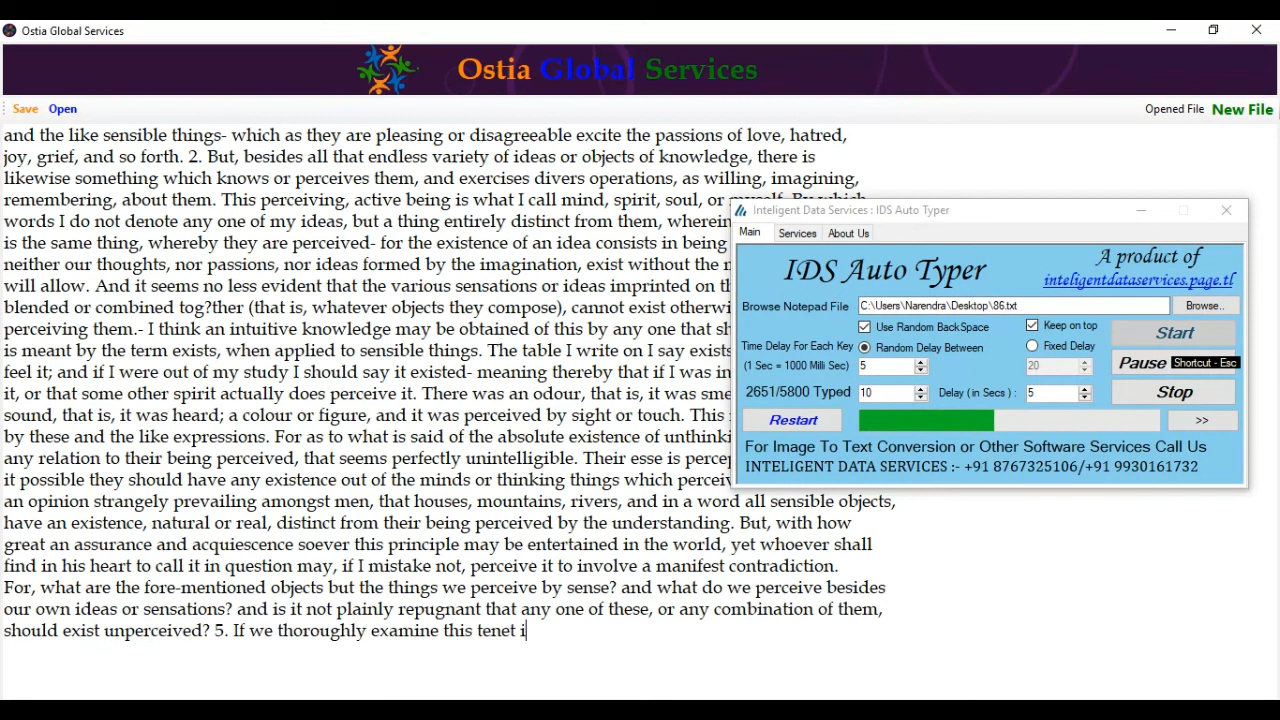 Ostia Global Services
Ostia Global Services
Save Open
Opened File New File
and the like sensible things- which as they are pleasing or disagreeable excite the passions of love, hatred,
joy, grief, and so forth. 2. But, besides all that endless variety of ideas or objects of knowledge, there is
likewise something which knows or perceives them, and exercises divers operations, as willing, imagining,
remembering, about them. This perceiving, active being is what I call mind, spirit, soul, or myself. By which
words I do not denote any one of my ideas, but a thing entirely distinct from them, wherein
is the same thing, whereby they are perceived- for the existence of an idea consists in being
neither our thoughts, nor passions, nor ideas formed by the imagination, exist without the
will allow. And it seems no less evident that the various sensations or ideas imprinted on the
blended or combined tog?ther (that is, whatever objects they compose), cannot exist otherwi
perceiving them.- I think an intuitive knowledge may be obtained of this by any one that sh
is meant by the term exists, when applied to sensible things. The table I write on I say exists
feel it; and if I were out of my study I should say it existed- meaning thereby that if I was in
it, or that some other spirit actually does perceive it. There was an odour, that is, it was sme
sound, that is, it was heard; a colour or figure, and it was perceived by sight or touch. This
by these and the like expressions. For as to what is said of the absolute existence of unthinki
any relation to their being perceived, that seems perfectly unintelligible. Their esse is percep
it possible they should have any existence out of the minds or thinking things which perceiv
an opinion strangely prevailing amongst men, that houses, mountains, rivers, and in a word all sensible objects,
have an existence, natural or real, distinct from their being perceived by the understanding. But, with how
great an assurance and acquiescence soever this principle may be entertained in the world, yet whoever shall
find in his heart to call it in question may, if I mistake not, perceive it to involve a manifest contradiction.
For, what are the fore-mentioned objects but the things we perceive by sense? and what do we perceive besides
our own ideas or sensations? and is it not plainly repugnant that any one of these, or any combination of them,
should exist unperceived? 5. If we thoroughly examine this tenet i
Inteligent Data Services : IDS Auto Typer
Main Services About Us
IDS Auto Typer
A product of
inteligentdataservices.page.tl
Browse Notepad File C:\Users\Narendra\Desktop\86.txt Browse..
Use Random BackSpace Keep on top Start
Time Delay For Each Key Random Delay Between Fixed Delay
(1 Sec = 1000 Milli Sec) 5 20 Pause Shortcut - Esc
2651/5800 Typed 10 Delay (in Secs) : 5 Stop
Restart >>
For Image To Text Conversion or Other Software Services Call Us
INTELIGENT DATA SERVICES :- +91 8767325106/+91 9930161732